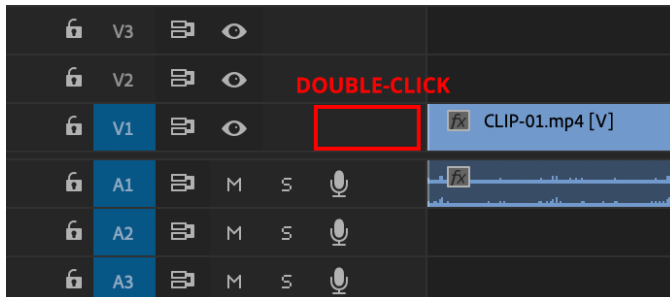 V3
V2
DOUBLE-CLICK
V1
fx CLIP-01.mp4 [V]
A1 M S fx
A2 M S
A3 M S